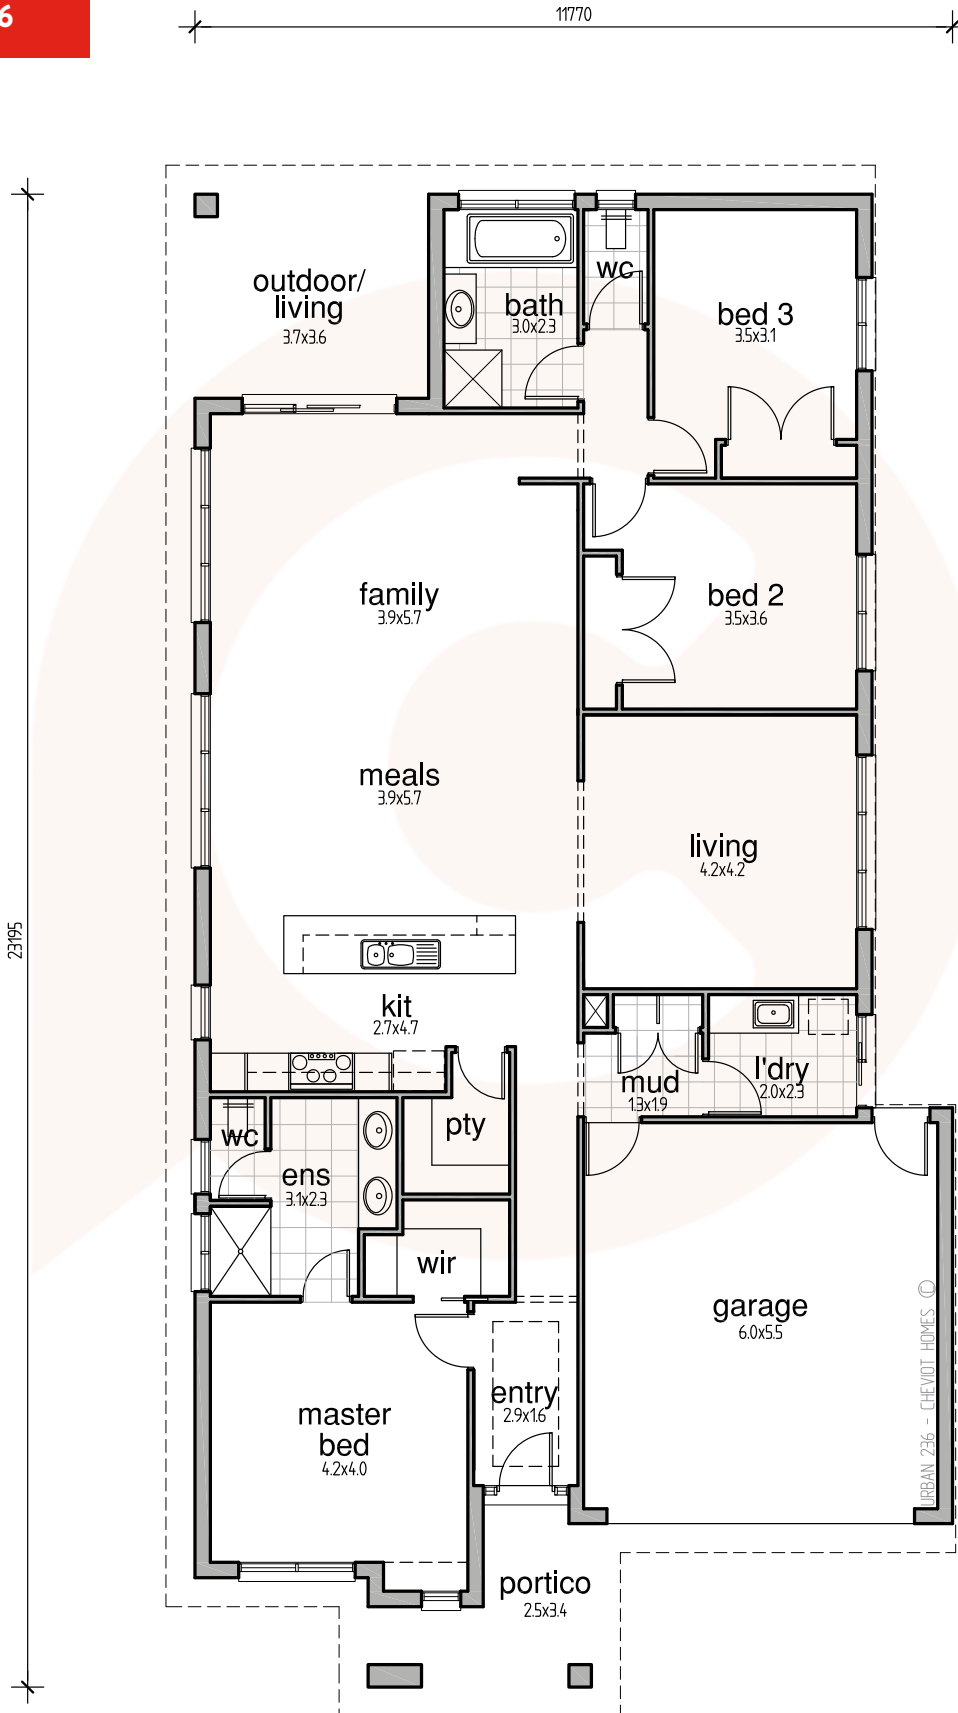 6
11770
outdoor/
living
3.7x3.6
bath
3.0x2.3
wc
bed 3
3.5x3.1
family
3.9x5.7
bed 2
3.5x3.6
meals
3.9x5.7
living
4.2x4.2
23195
kit
2.7x4.7
mud
1.3x1.9
l'dry
2.0x2.3
wc
ens
3.1x2.3
pty
wir
garage
6.0x5.5
entry
2.9x1.6
master
bed
4.2x4.0
portico
2.5x3.4
URBAN 236 - CHEVIOT HOMES ©